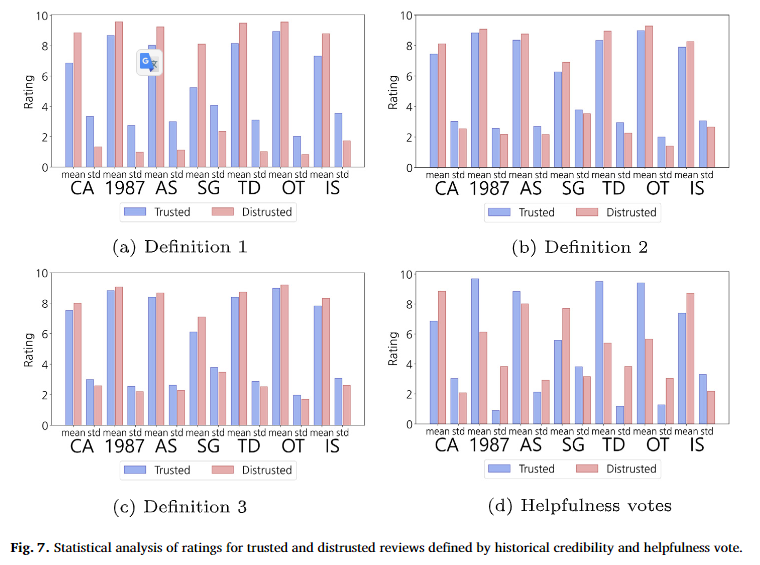 10
8
6
4
2
0
Rating
mean std mean std mean std mean std mean std mean std mean std
CA 1987 AS SG TD OT IS
Trusted Distrusted
(a) Definition 1
10
8
6
4
2
0
Rating
mean std mean std mean std mean std mean std mean std mean std
CA 1987 AS SG TD OT IS
Trusted Distrusted
(b) Definition 2
10
8
6
4
2
0
Rating
mean std mean std mean std mean std mean std mean std mean std
CA 1987 AS SG TD OT IS
Trusted Distrusted
(c) Definition 3
10
8
6
4
2
0
Rating
mean std mean std mean std mean std mean std mean std mean std
CA 1987 AS SG TD OT IS
Trusted Distrusted
(d) Helpfulness votes
G
Fig. 7. Statistical analysis of ratings for trusted and distrusted reviews defined by historical credibility and helpfulness vote.